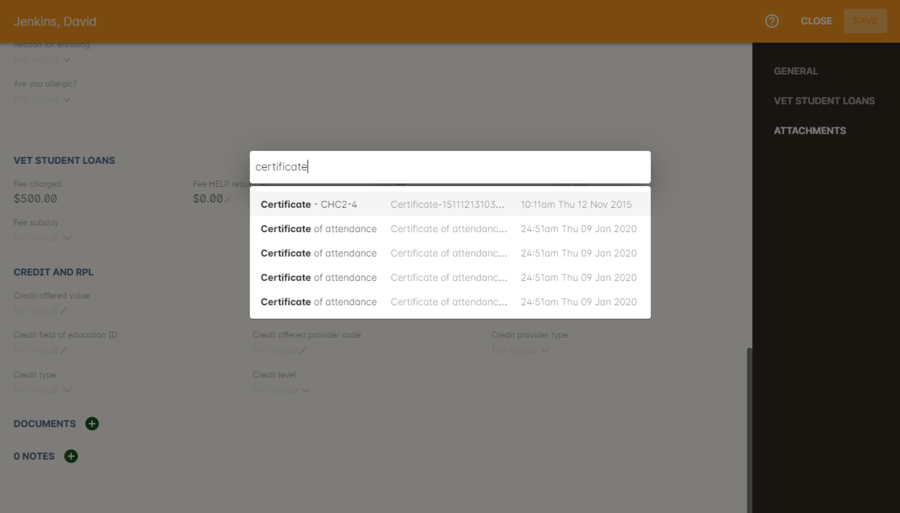 Jenkins, David
CLOSE
SAVE
Reason for enrolling
No value
GENERAL
Are you allergic?
No value
VET STUDENT LOANS
ATTACHMENTS
VET STUDENT LOANS
certificate
Fee charged
Fee HELP
$500.00
$0.00
Certificate - CHC2-4 Certificate-15111213103... 10:11am Thu 12 Nov 2015
Fee subsidy
Certificate of attendance Certificate of attendanc... 24:51am Thu 09 Jan 2020
No value
Certificate of attendance Certificate of attendanc... 24:51am Thu 09 Jan 2020
CREDIT AND RPL
Certificate of attendance Certificate of attendanc... 24:51am Thu 09 Jan 2020
Credit offered value
Certificate of attendance Certificate of attendanc... 24:51am Thu 09 Jan 2020
No value
Credit field of education ID
Credit offered provider code
Credit provider type
No value
No value
No value
Credit type
Credit level
No value
No value
DOCUMENTS
0 NOTES